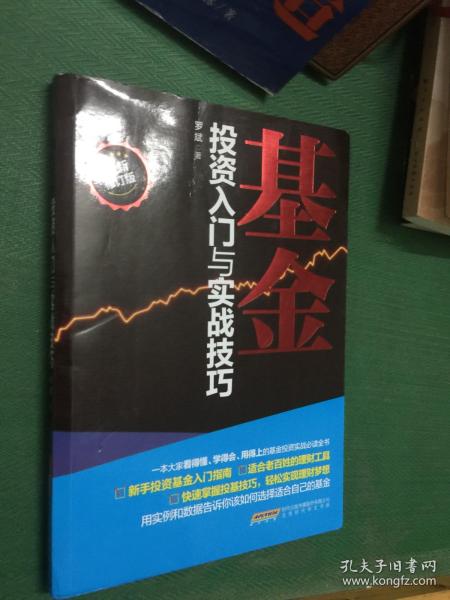 基金
投资入门与实战技巧
罗斌 著
新
修订版
一本大家看得懂、学得会、用得上的基金投资实战必读全书
新手投资基金入门指南 适合老百姓的理财工具
快速掌握投基技巧，轻松实现理财梦想
用实例和数据告诉你该如何选择适合自己的基金
孔夫子旧书网